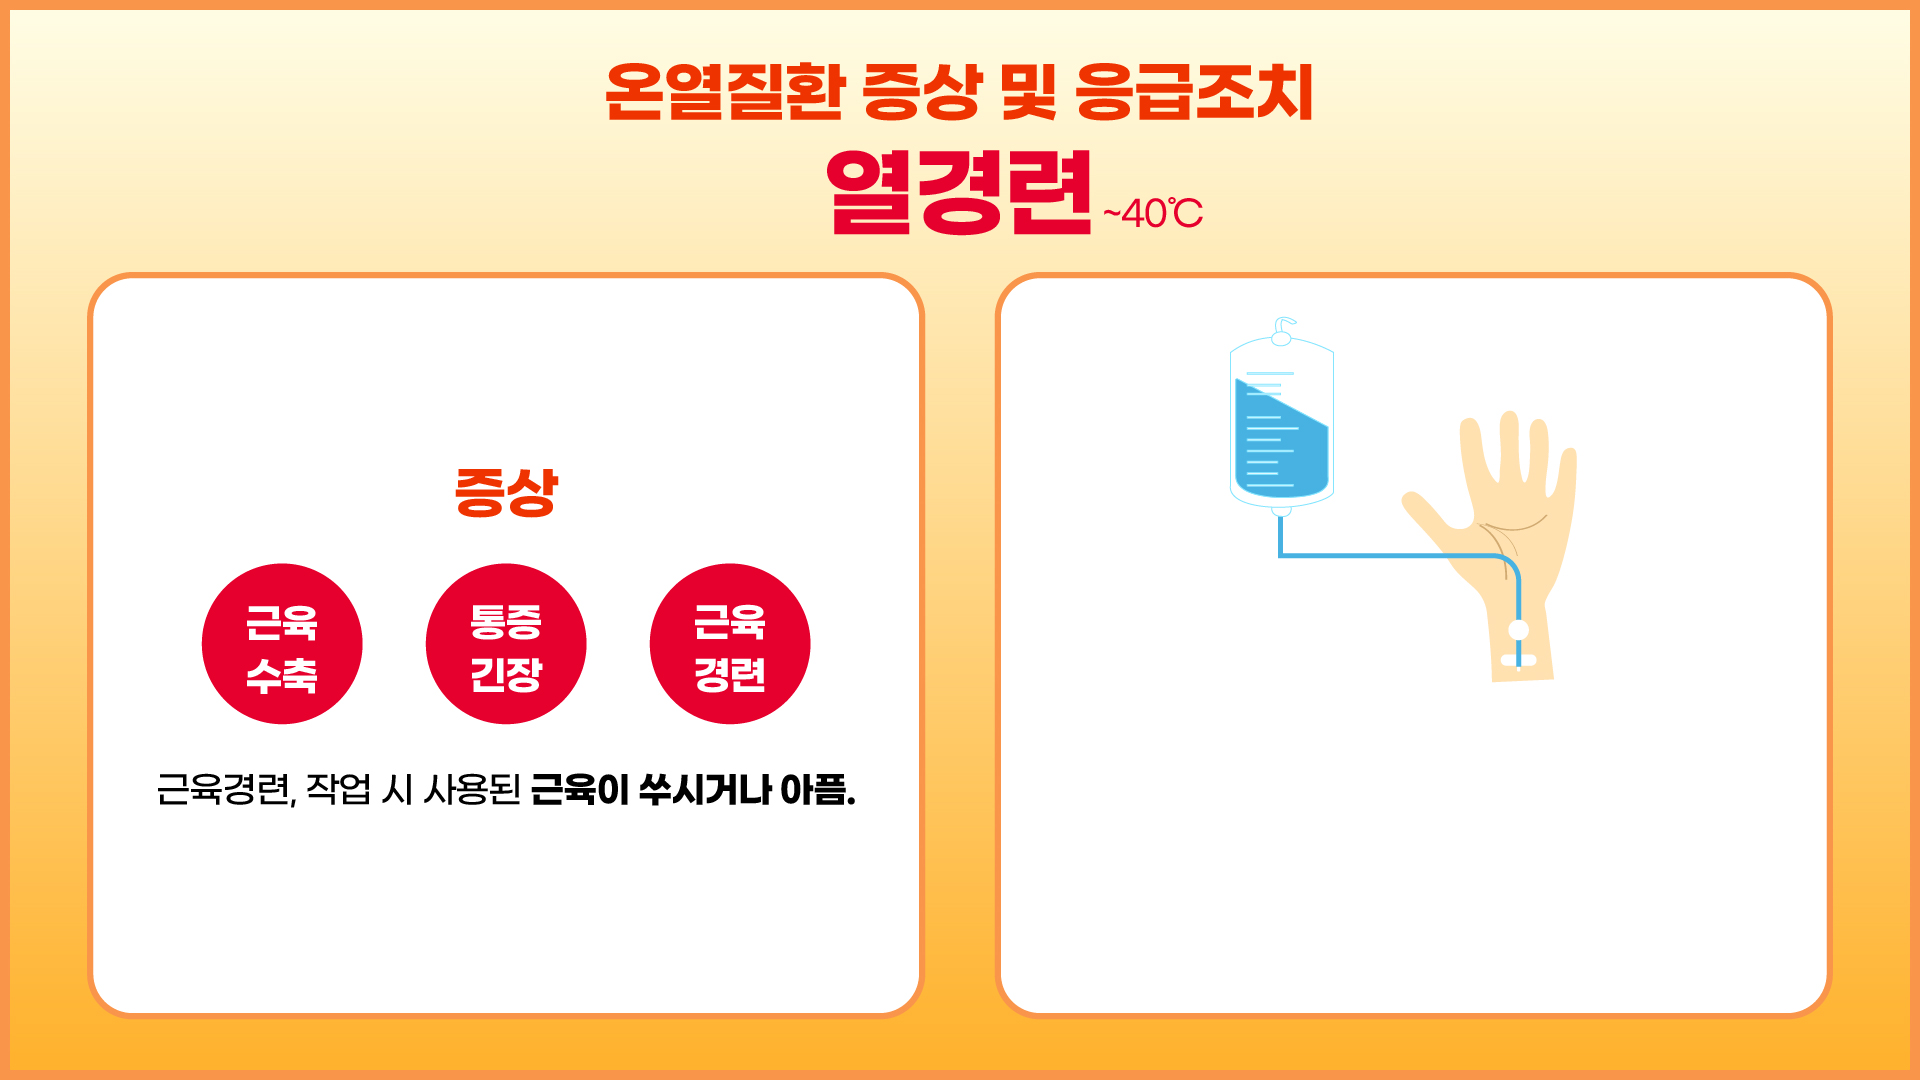 온열질환 증상 및 응급조치
열경련 ~40℃
증상
근육
수축
통증
긴장
근육
경련
근육경련, 작업 시 사용된 근육이 쑤시거나 아픔.